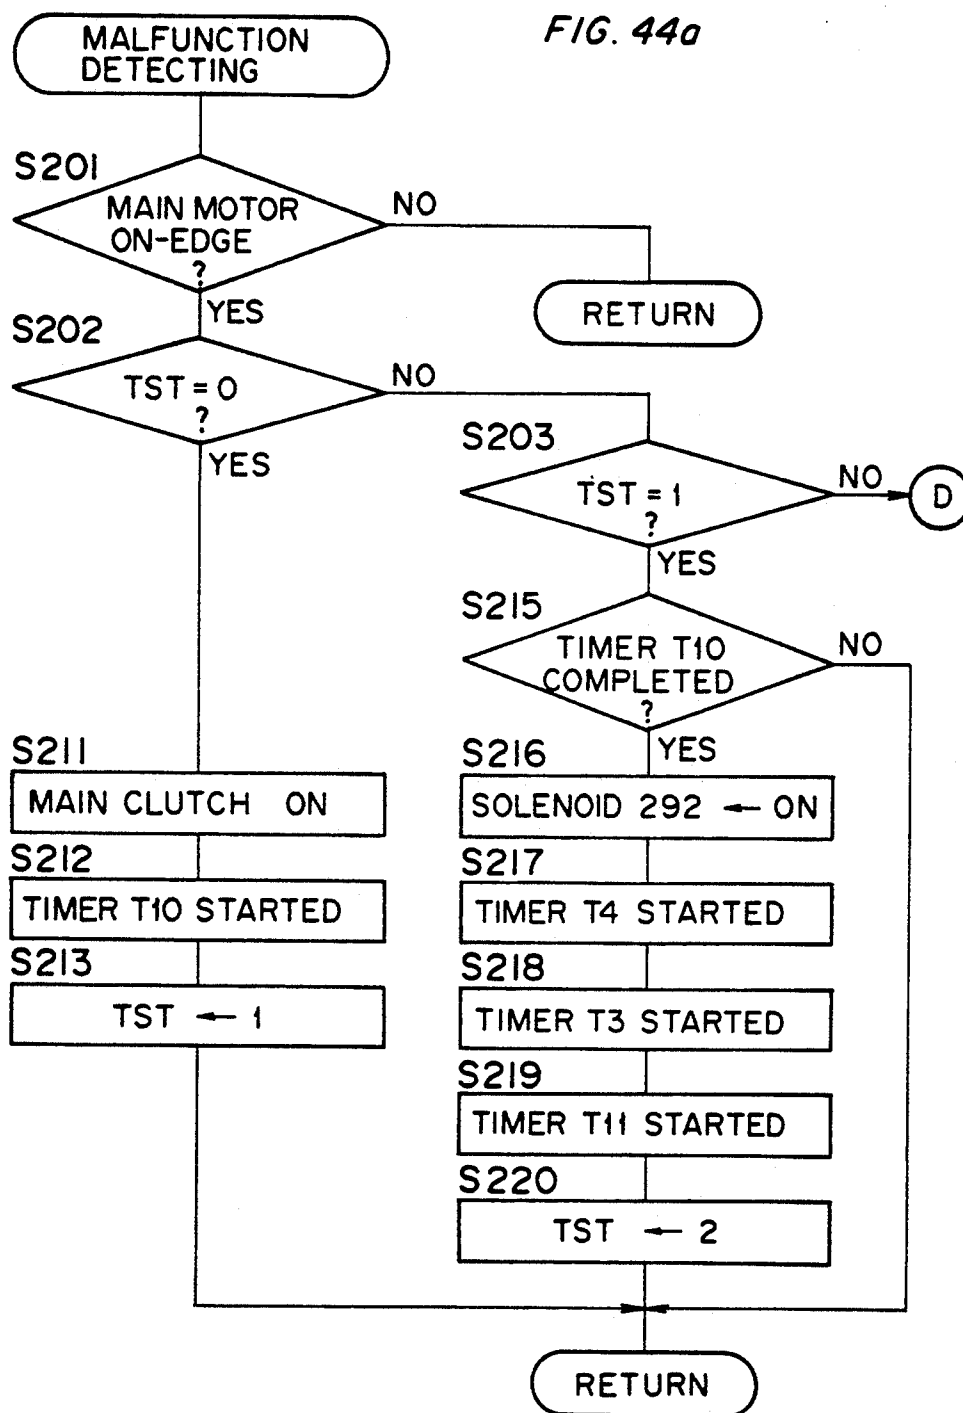 FIG. 44a
MALFUNCTION
DETECTING
S201
MAIN MOTOR
ON-EDGE
?
NO
YES
RETURN
S202
TST = 0
?
NO
YES
S203
TST = 1
?
NO
D
YES
S215
TIMER T10
COMPLETED
?
NO
YES
S211
MAIN CLUTCH ON
S212
TIMER T10 STARTED
S213
TST ← 1
S216
SOLENOID 292 ← ON
S217
TIMER T4 STARTED
S218
TIMER T3 STARTED
S219
TIMER T11 STARTED
S220
TST ← 2
RETURN